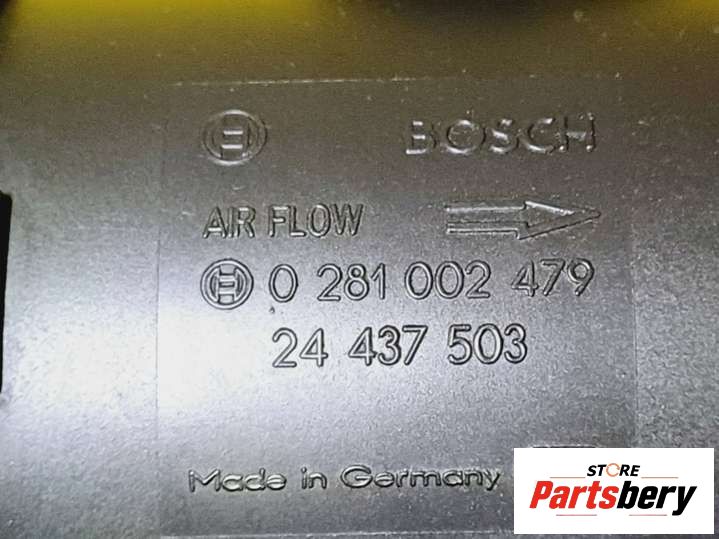 BOSCH
AIR FLOW
0 281 002 479
24 437 503
Made in Germany
STORE
Partsbery